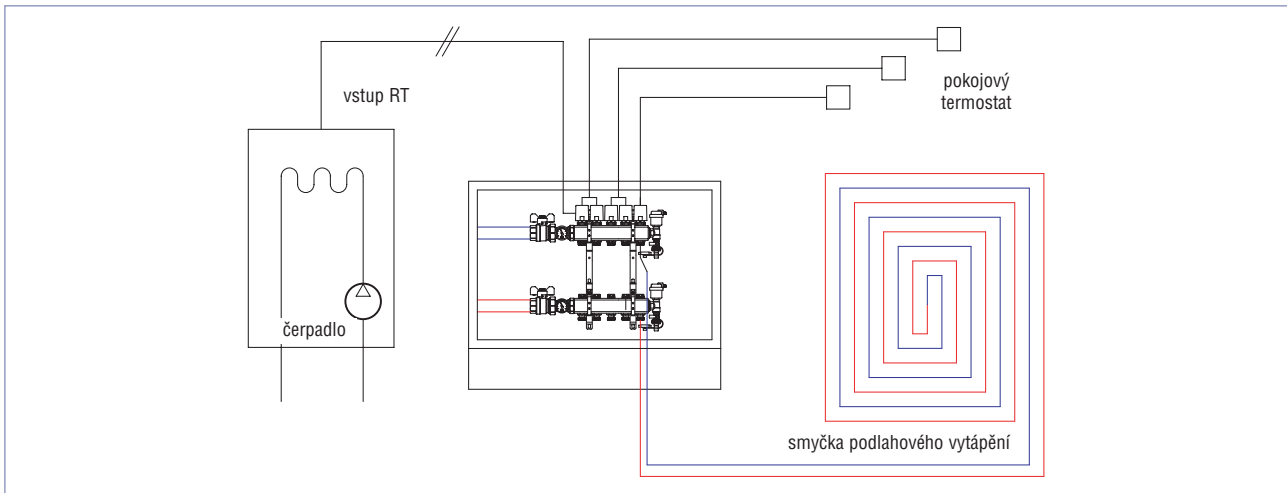 vstup RT
pokojový
termostat
čerpadlo
smyčka podlahového vytápění